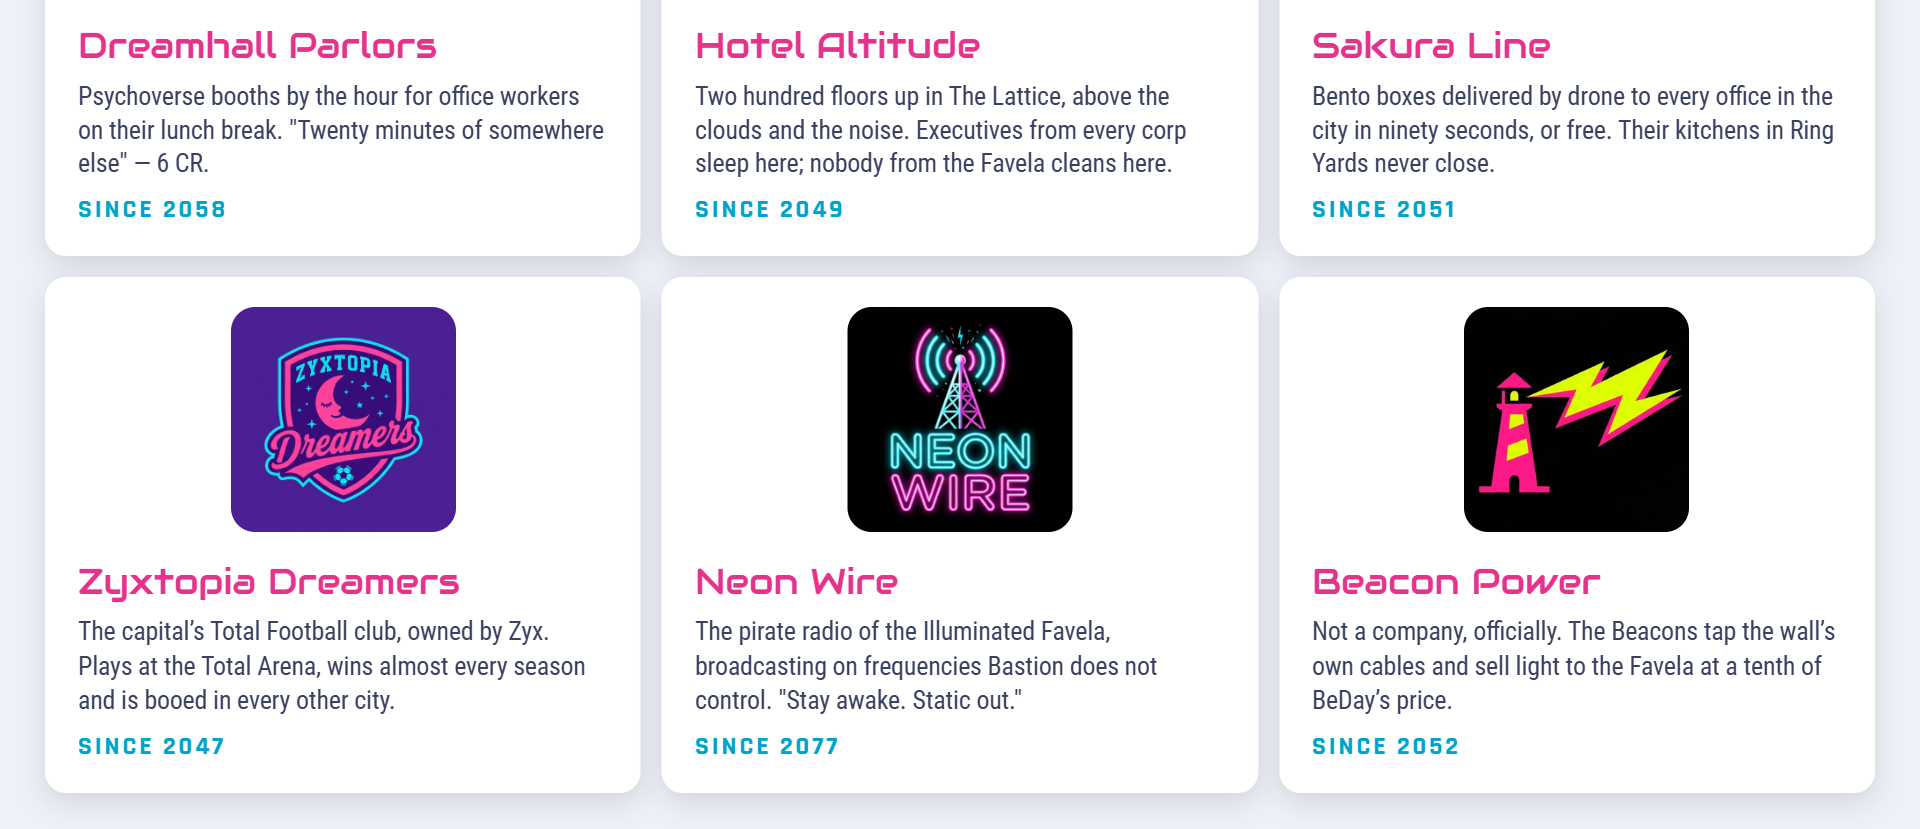 Dreamhall Parlors
Psychoverse booths by the hour for office workers
on their lunch break. "Twenty minutes of somewhere
else" — 6 CR.
SINCE 2058
Hotel Altitude
Two hundred floors up in The Lattice, above the
clouds and the noise. Executives from every corp
sleep here; nobody from the Favela cleans here.
SINCE 2049
Sakura Line
Bento boxes delivered by drone to every office in the
city in ninety seconds, or free. Their kitchens in Ring
Yards never close.
SINCE 2051
ZYXTOPIA
Dreamers
Zyxtopia Dreamers
The capital’s Total Football club, owned by Zyx.
Plays at the Total Arena, wins almost every season
and is booed in every other city.
SINCE 2047
NEON
WIRE
Neon Wire
The pirate radio of the Illuminated Favela,
broadcasting on frequencies Bastion does not
control. "Stay awake. Static out."
SINCE 2077
Beacon Power
Not a company, officially. The Beacons tap the wall’s
own cables and sell light to the Favela at a tenth of
BeDay’s price.
SINCE 2052